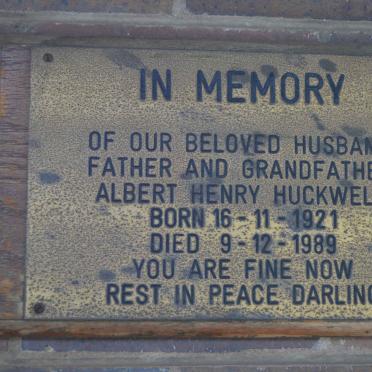 IN MEMORY
OF OUR BELOVED HUSBAN
FATHER AND GRANDFATHE
ALBERT HENRY HUCKWEL
BORN 16-11-1921
DIED 9-12-1989
YOU ARE FINE NOW
REST IN PEACE DARLING